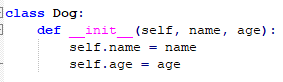 class Dog:
    def __init__(self, name, age):
        self.name = name
        self.age = age